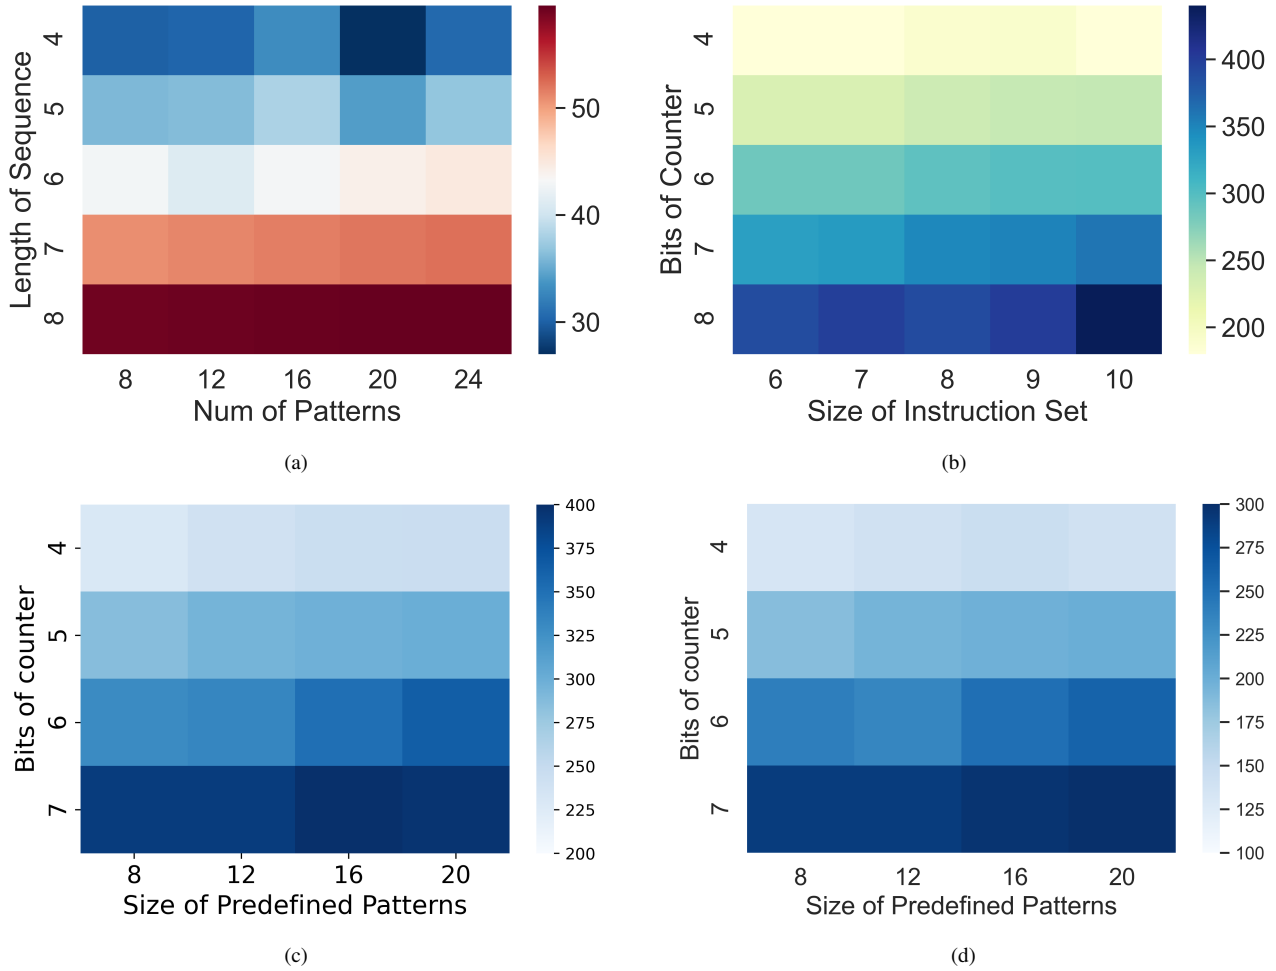 Length of Sequence
4
5
6
7
8
8 12 16 20 24
Num of Patterns
50
40
30
(a)
Bits of Counter
4
5
6
7
8
6 7 8 9 10
Size of Instruction Set
400
350
300
250
200
(b)
Bits of counter
4
5
6
7
8 12 16 20
Size of Predefined Patterns
400
375
350
325
300
275
250
225
200
(c)
Bits of counter
4
5
6
7
8 12 16 20
Size of Predefined Patterns
300
275
250
225
200
175
150
125
100
(d)